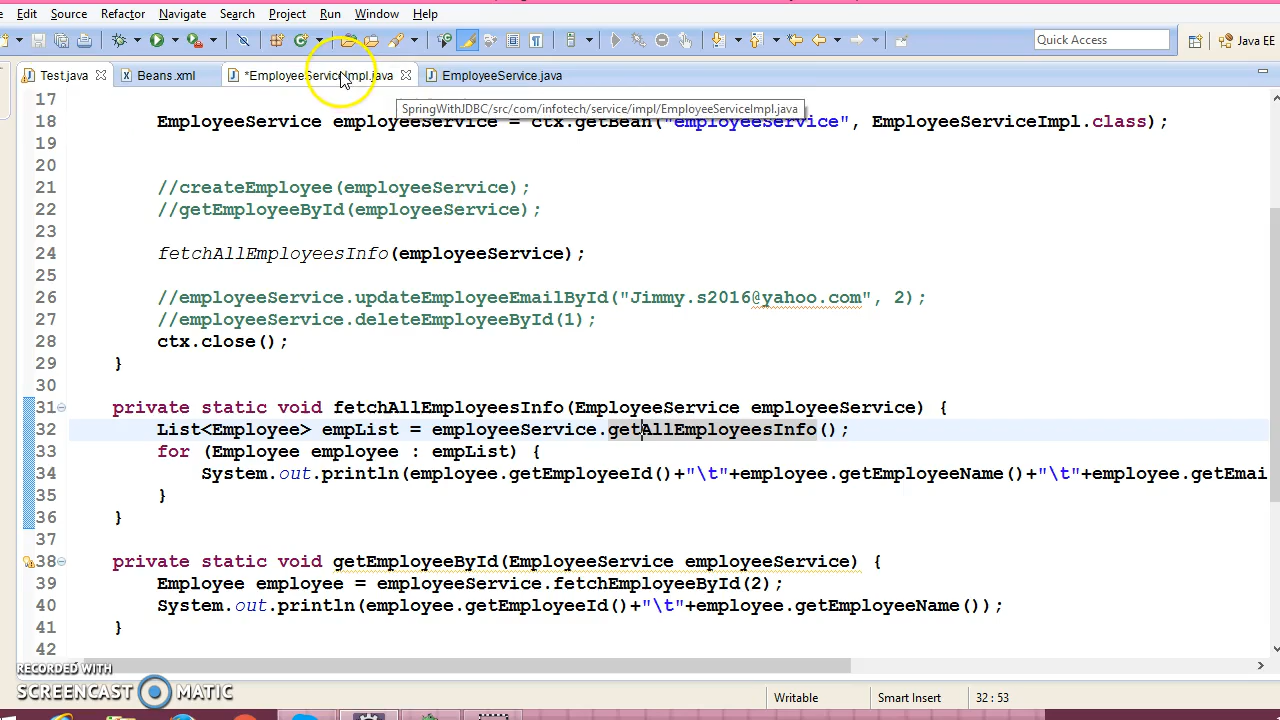 Edit Source Refactor Navigate Search Project Run Window Help
Quick Access Java EE
Test.java Beans.xml *EmployeeServiceImpl.java EmployeeService.java
SpringWithJDBC/src/com/infotech/service/impl/EmployeeServiceImpl.java
17
18 EmployeeService employeeService = ctx.getBean("employeeService", EmployeeServiceImpl.class);
19
20
21 //createEmployee(employeeService);
22 //getEmployeeById(employeeService);
23
24 fetchAllEmployeesInfo(employeeService);
25
26 //employeeService.updateEmployeeEmailById("Jimmy.s2016@yahoo.com", 2);
27 //employeeService.deleteEmployeeById(1);
28 ctx.close();
29 }
30
31 private static void fetchAllEmployeesInfo(EmployeeService employeeService) {
32 List<Employee> empList = employeeService.getAllEmployeesInfo();
33 for (Employee employee : empList) {
34 System.out.println(employee.getEmployeeId()+"\t"+employee.getEmployeeName()+"\t"+employee.getEmai
35 }
36 }
37
38 private static void getEmployeeById(EmployeeService employeeService) {
39 Employee employee = employeeService.fetchEmployeeById(2);
40 System.out.println(employee.getEmployeeId()+"\t"+employee.getEmployeeName());
41 }
42
RECORDED WITH
SCREENCAST MATIC
Writable Smart Insert 32 : 53